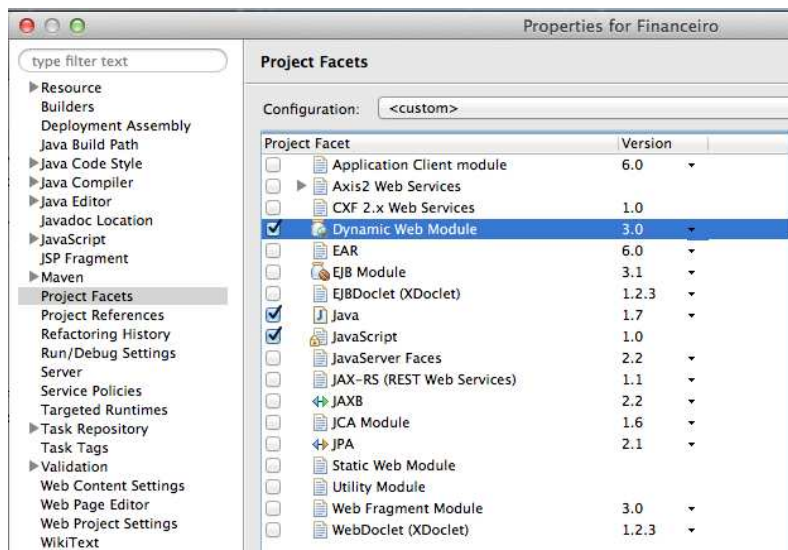 Properties for Financeiro
type filter text
Resource
Builders
Deployment Assembly
Java Build Path
Java Code Style
Java Compiler
Java Editor
Javadoc Location
JavaScript
JSP Fragment
Maven
Project Facets
Project References
Refactoring History
Run/Debug Settings
Server
Service Policies
Targeted Runtimes
Task Repository
Task Tags
Validation
Web Content Settings
Web Page Editor
Web Project Settings
WikiText
Project Facets
Configuration: <custom>
Project Facet Version
Application Client module 6.0
Axis2 Web Services
CXF 2.x Web Services 1.0
Dynamic Web Module 3.0
EAR 6.0
EJB Module 3.1
EJBDoclet (XDoclet) 1.2.3
Java 1.7
JavaScript 1.0
JavaServer Faces 2.2
JAX-RS (REST Web Services) 1.1
JAXB 2.2
JCA Module 1.6
JPA 2.1
Static Web Module
Utility Module
Web Fragment Module 3.0
WebDoclet (XDoclet) 1.2.3